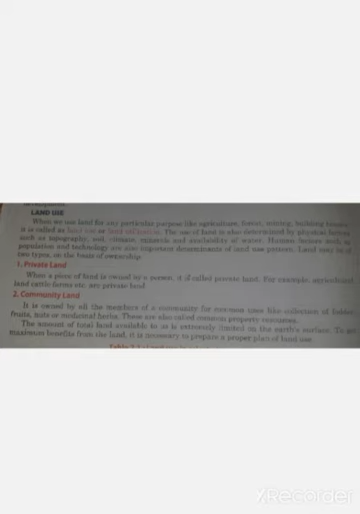 LAND USE
When we use land for any particular purpose like agriculture, forest, mining, building houses,
it is called as land use or land utilisation. The use of land is also determined by physical factors
such as topography, soil, climate, minerals and availability of water. Human factors such as
population and technology are also important determinants of land use pattern. Land may be of
two types, on the basis of ownership
1. Private Land
When a piece of land is owned by a person, it is called private land. For example, agricultural
land cattle farms etc. are private land
2. Community Land
It is owned by all the members of a community for common uses like collection of fodder
fruits, nuts or medicinal herbs. These are also called common property resources.
The amount of total land available to us is extremely limited on the earth's surface. To get
maximum benefits from the land, it is necessary to prepare a proper plan of land use.
XRecorder